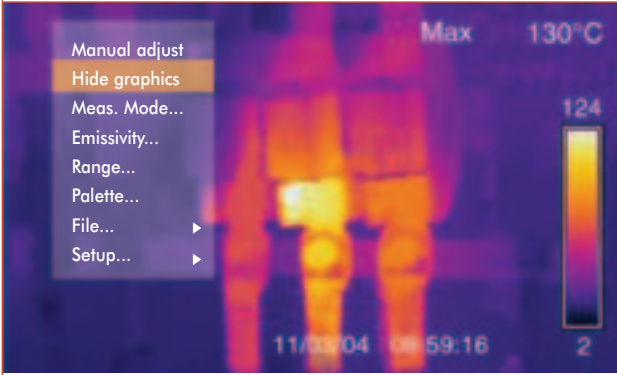 Max 130°C
Manual adjust
Hide graphics
Meas. Mode...
Emissivity...
Range...
Palette...
File...
Setup...
124
2
11/03/04 59:16